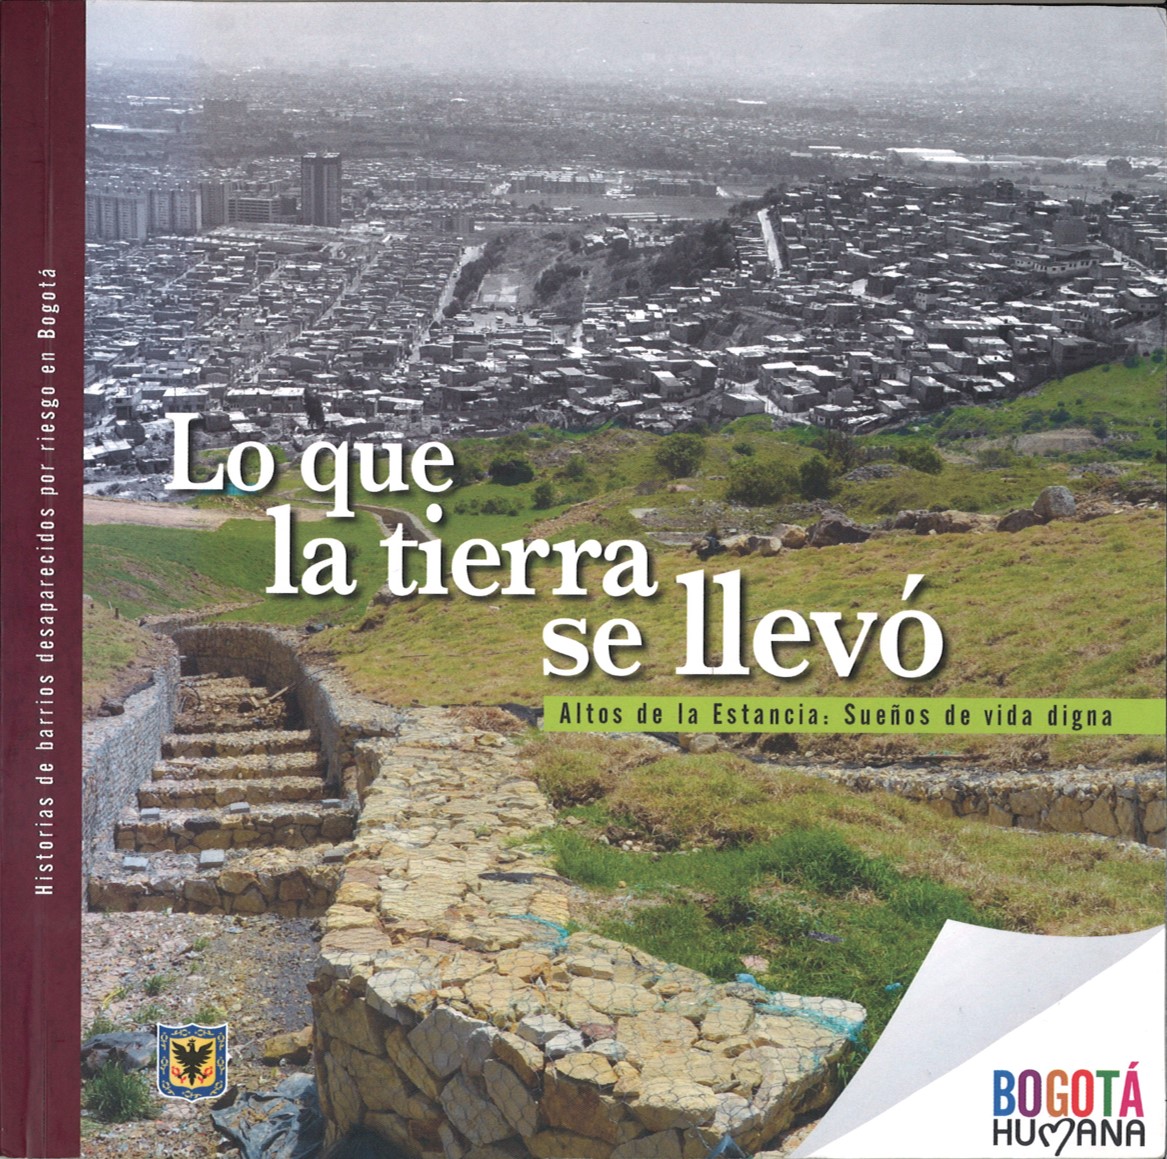 Historias de barrios desaparecidos por riesgo en Bogotá
Lo que
la tierra
se llevó
Altos de la Estancia: Sueños de vida digna
BOGOTÁ
HUMANA